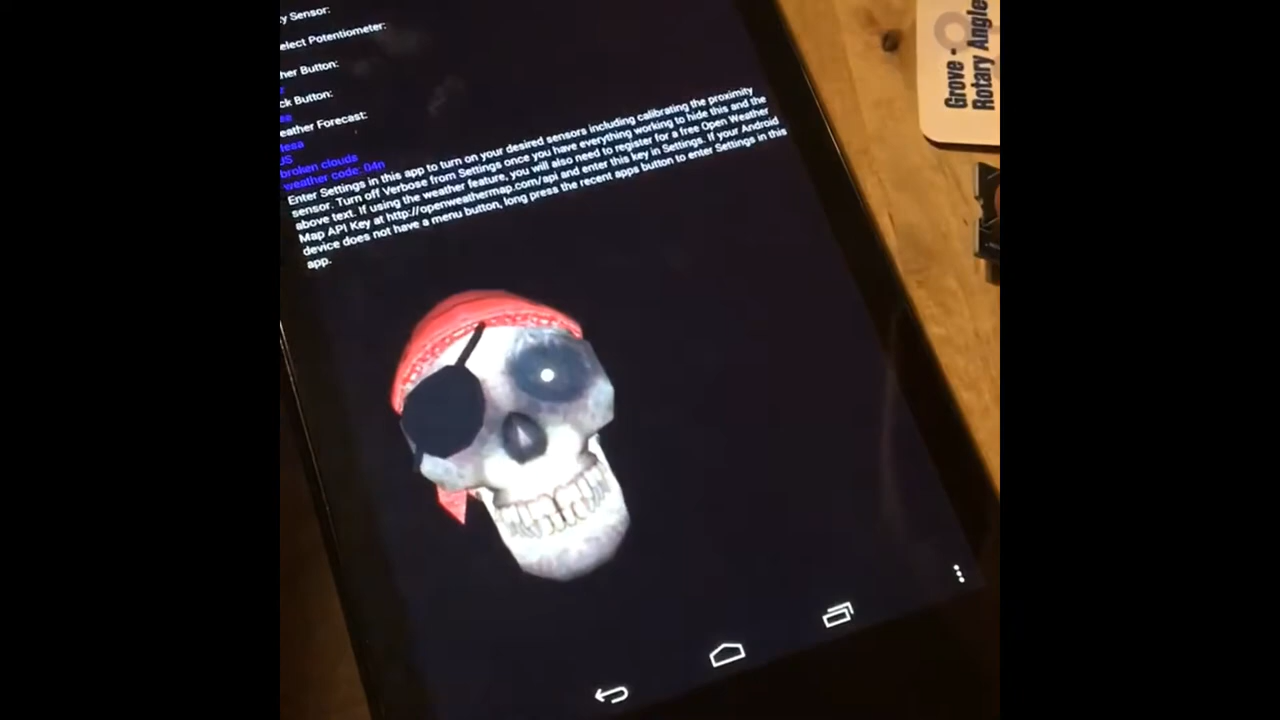 y Sensor:
elect Potentiometer:
her Button:
ck Button:
eather Forecast:
lesa
JS
broken clouds
weather code: 04n
Enter Settings in this app to turn on your desired sensors including calibrating the proximity
sensor. Turn off Verbose from Settings once you have everything working to hide this and the
above text. If using the weather feature, you will also need to register for a free Open Weather
Map API Key at http://openweathermap.com/api and enter this key in Settings. If your Android
device does not have a menu button, long press the recent apps button to enter Settings in this
app.
Grove -
Rotary Angle